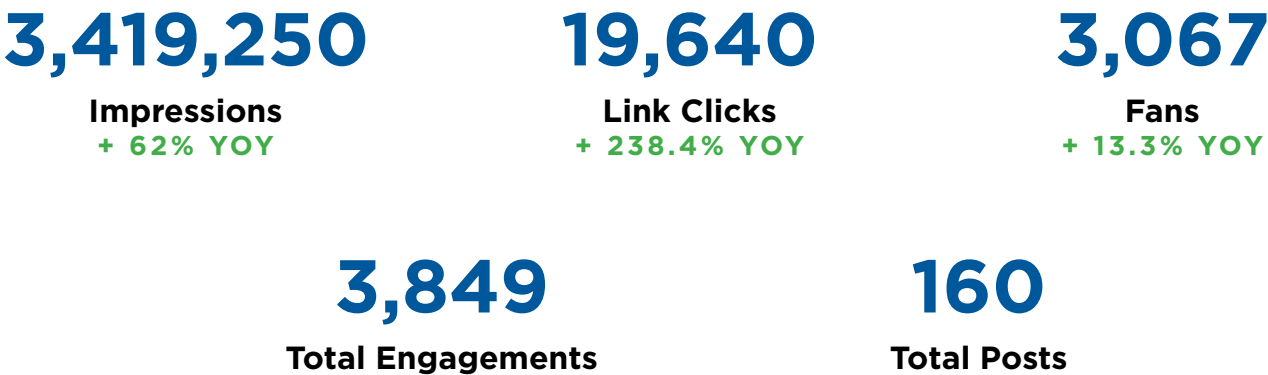 3,419,250 19,640 3,067
Impressions Link Clicks Fans
+ 62% YOY + 238.4% YOY + 13.3% YOY
3,849 160
Total Engagements Total Posts